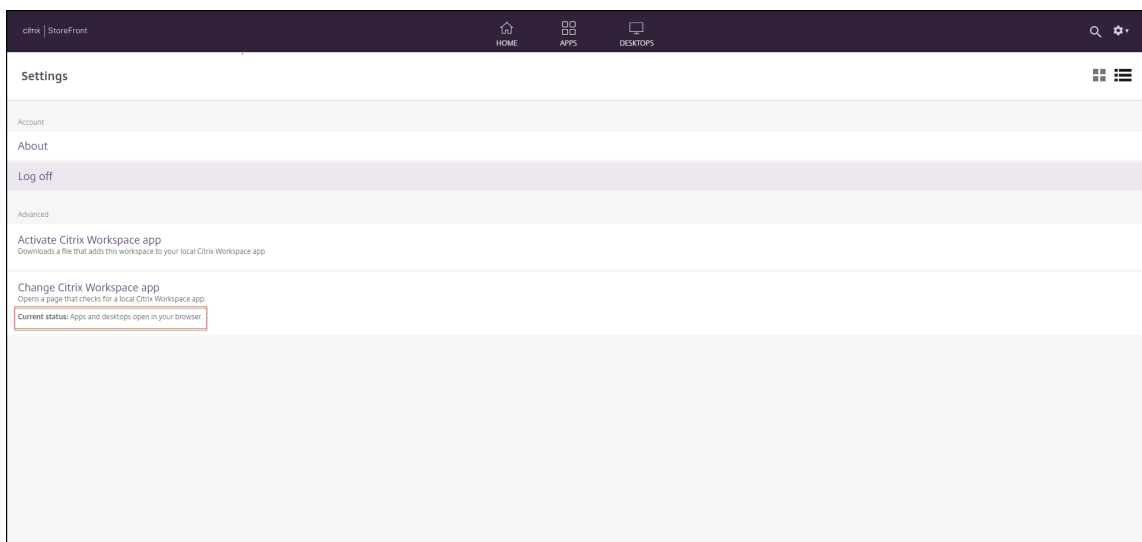 citrix StoreFront
HOME APPS DESKTOPS
Settings
Account
About
Log off
Advanced
Activate Citrix Workspace app
Downloads a file that adds this workspace to your local Citrix Workspace app.
Change Citrix Workspace app
Opens a page that checks for a local Citrix Workspace app.
Current status: Apps and desktops open in your browser.